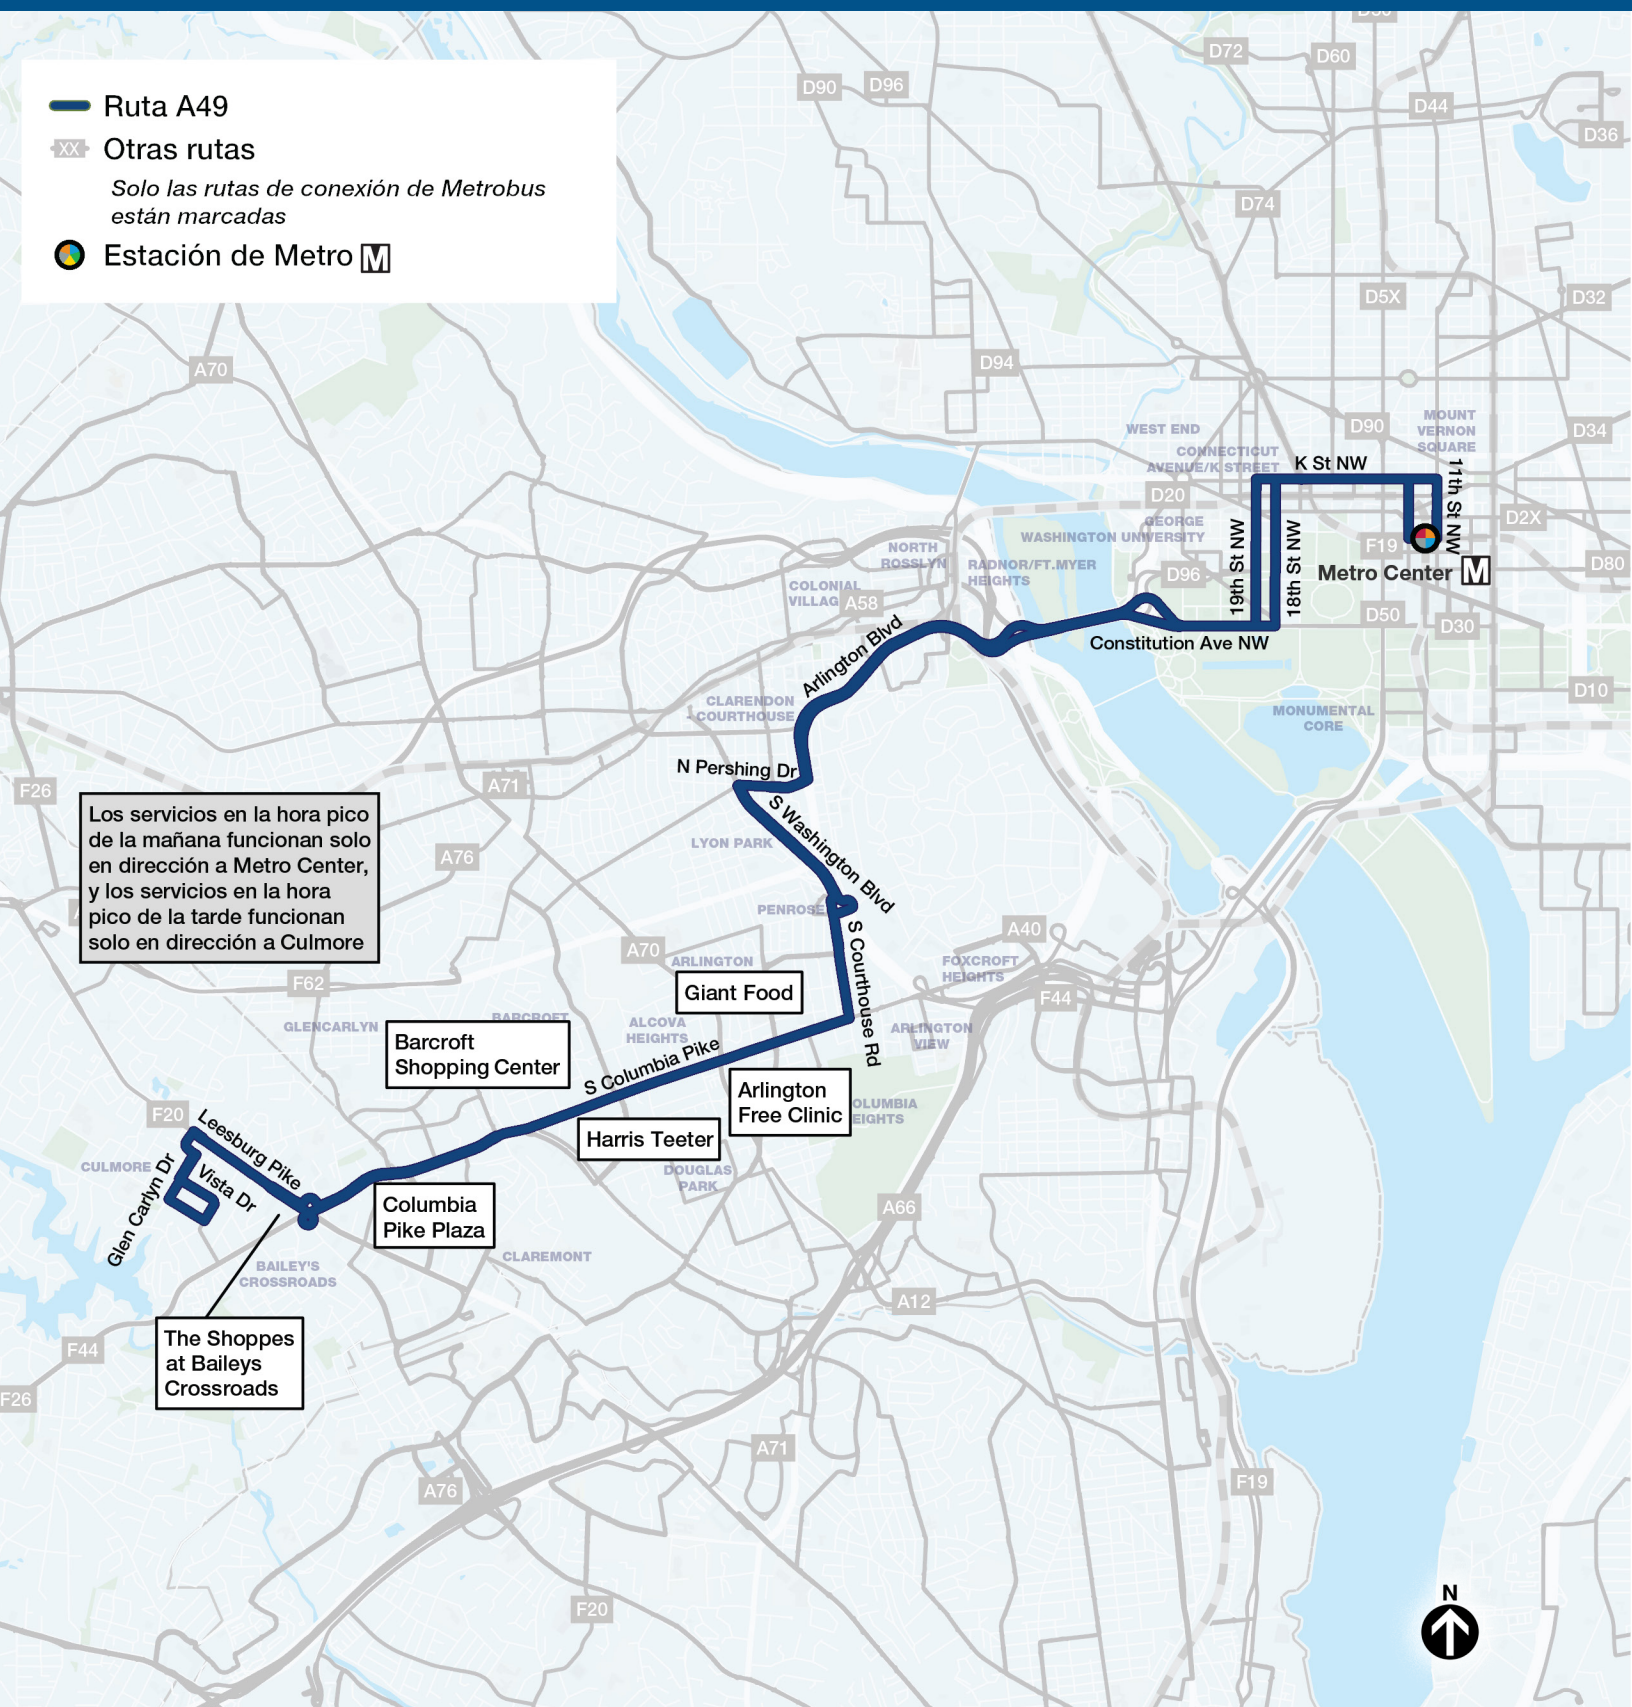 Ruta A49
XX Otras rutas
Solo las rutas de conexión de Metrobus
están marcadas
Estación de Metro M
D72
D60
D90
D96
D44
D36
D74
D5X
D32
A70
D94
WEST END
CONNECTICUT
AVENUE/K STREET
K St NW
D90
MOUNT
VERNON
SQUARE
D34
11th St NW
D20
GEORGE
WASHINGTON UNIVERSITY
19th St NW
18th St NW
D2X
F19
Metro Center M
D80
D96
NORTH
ROSSLYN
RADNOR/FT.MYER
HEIGHTS
COLONIAL
VILLAG
A58
Arlington Blvd
Constitution Ave NW
D50
D30
D10
CLARENDON
- COURTHOUSE
MONUMENTAL
CORE
N Pershing Dr
S Washington Blvd
F26
A71
Los servicios en la hora pico
de la mañana funcionan solo
en dirección a Metro Center,
y los servicios en la hora
pico de la tarde funcionan
solo en dirección a Culmore
A76
LYON PARK
PENROSE
S Courthouse Rd
A40
A70
ARLINGTON
FOXCROFT
HEIGHTS
F62
Giant Food
F44
GLENCARLYN
BARCROFT
ALCOVA
HEIGHTS
ARLINGTON
VIEW
Barcroft
Shopping Center
S Columbia Pike
Arlington
Free Clinic
OLUMBIA
EIGHTS
F20
Leesburg Pike
Harris Teeter
CULMORE
Glen Carlyn Dr
Vista Dr
DOUGLAS
PARK
Columbia
Pike Plaza
A66
CLAREMONT
BAILEY'S
CROSSROADS
A12
The Shoppes
at Baileys
Crossroads
F44
F26
A71
A76
F19
F20
N